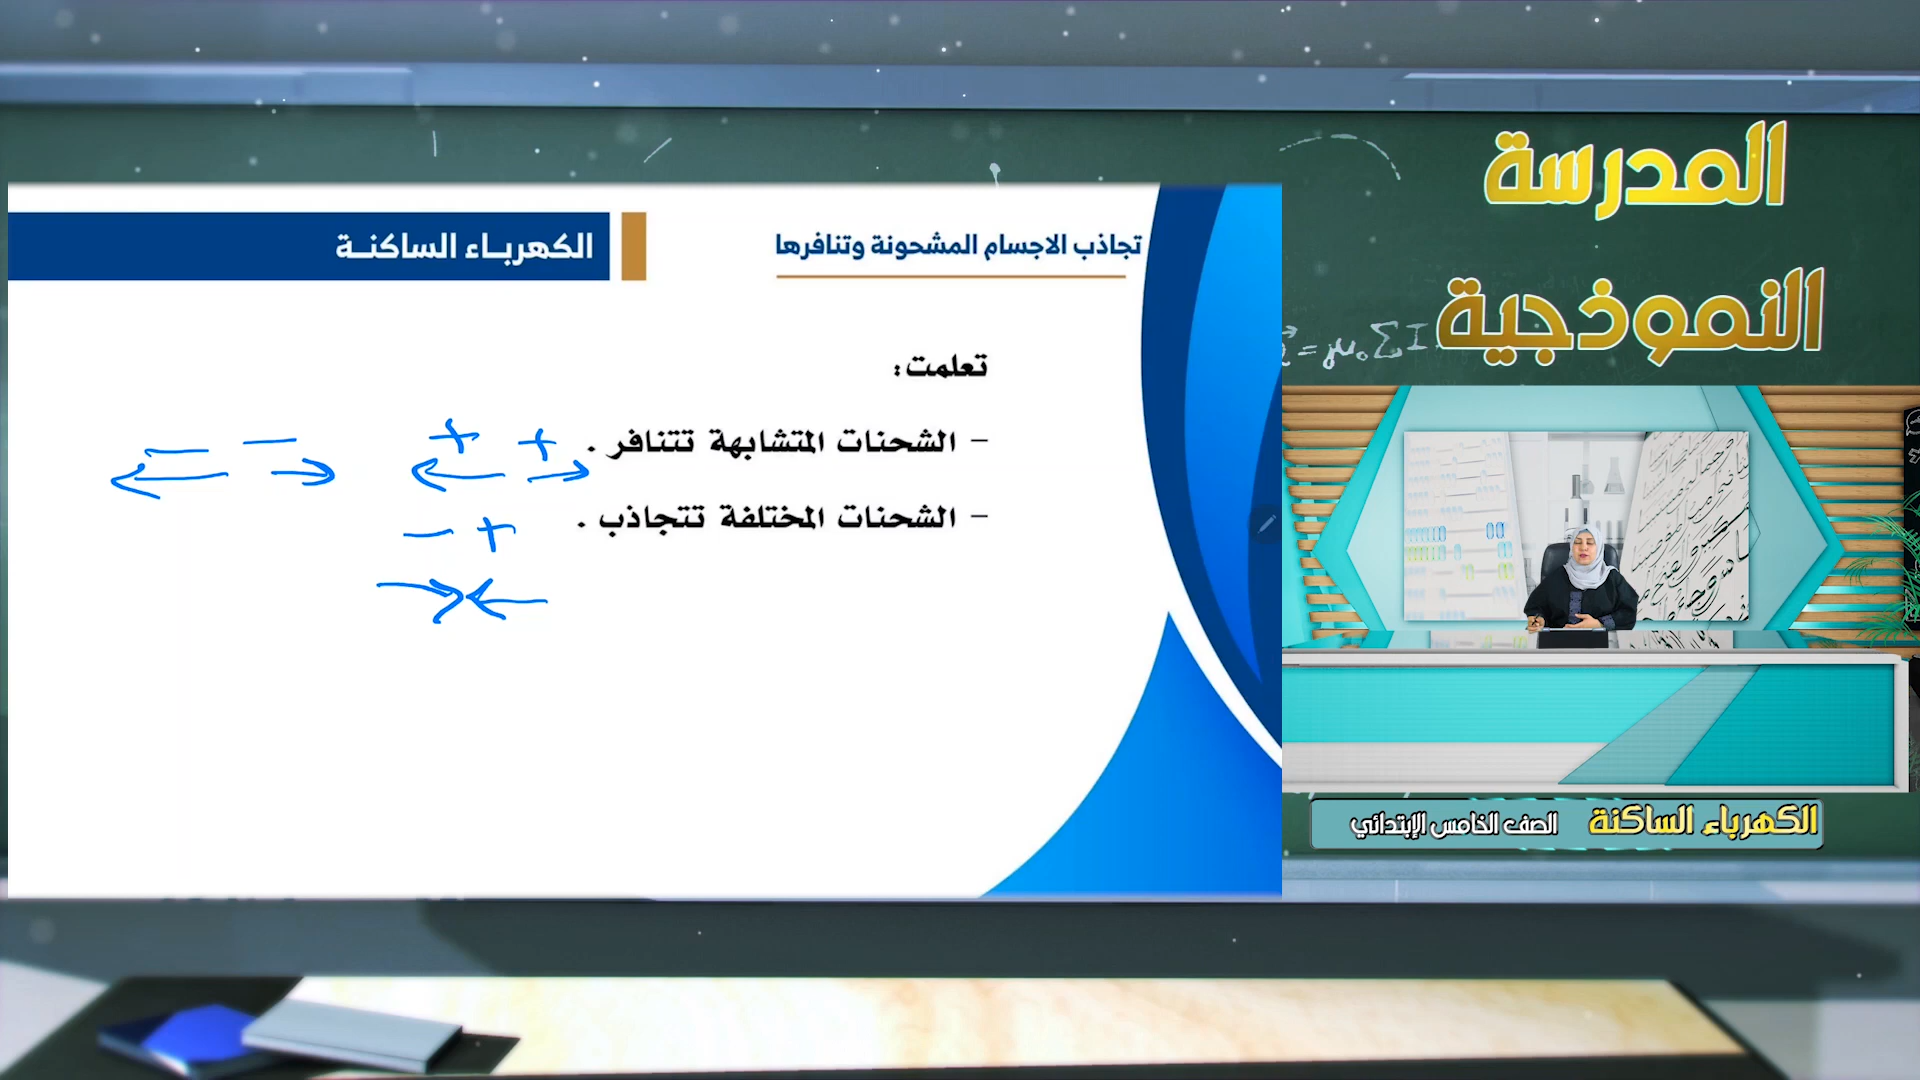 المدرسة
النموذجية
الكهربـاء الساكنـة
تجاذب الاجسام المشحونة وتنافرها
تعلمت :
– الشحنات المتشابهة تتنافر .
– الشحنات المختلفة تتجاذب .
+ +
− −
− +
الكهرباء الساكنة الصف الخامس الإبتدائي